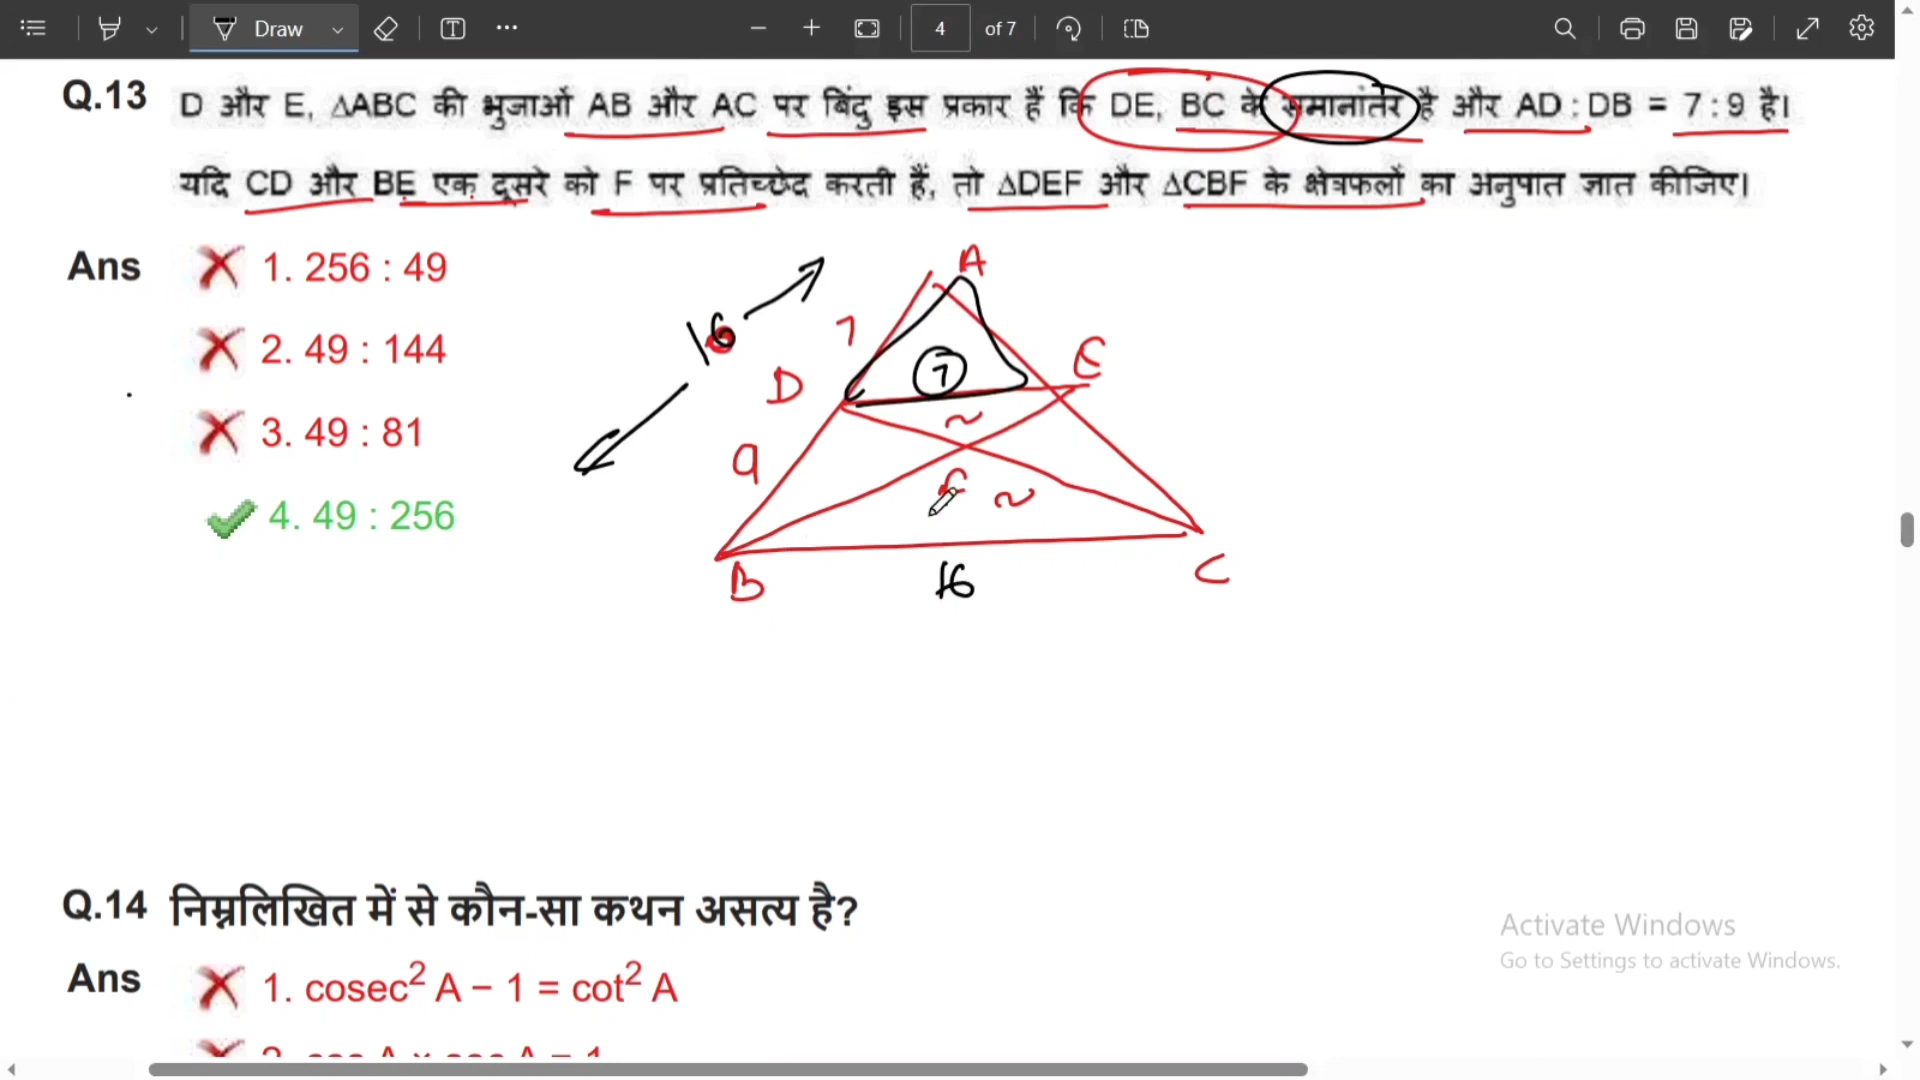 Draw
4 of 7
Q.13 D और E, ΔABC की भुजाओं AB और AC पर बिंदु इस प्रकार हैं कि DE, BC के समानांतर है और AD : DB = 7 : 9 है।
यदि CD और BE एक दूसरे को F पर प्रतिच्छेद करती हैं, तो ΔDEF और ΔCBF के क्षेत्रफलों का अनुपात ज्ञात कीजिए।
Ans 1. 256 : 49
2. 49 : 144
3. 49 : 81
4. 49 : 256
A
16
7
7
E
D
9
F
B
16
C
Q.14 निम्नलिखित में से कौन-सा कथन असत्य है?
Ans 1. cosec² A − 1 = cot² A
Activate Windows
Go to Settings to activate Windows.